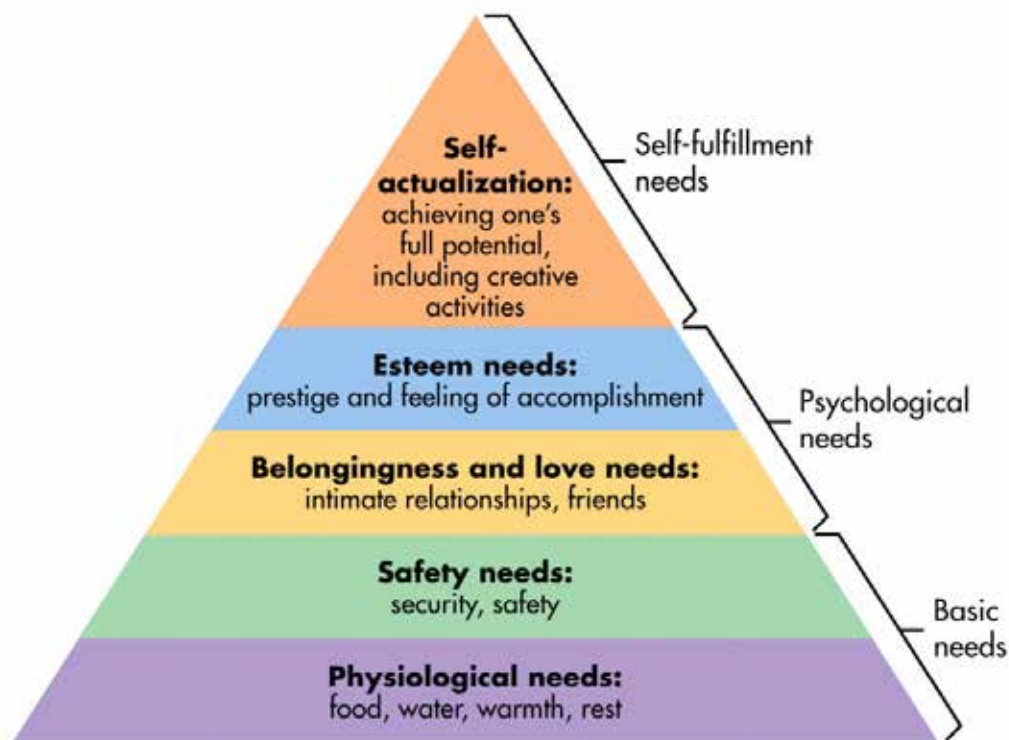 Self-
actualization:
achieving one's
full potential,
including creative
activities
Self-fulfillment
needs
Esteem needs:
prestige and feeling of accomplishment
Psychological
needs
Belongingness and love needs:
intimate relationships, friends
Safety needs:
security, safety
Basic
needs
Physiological needs:
food, water, warmth, rest